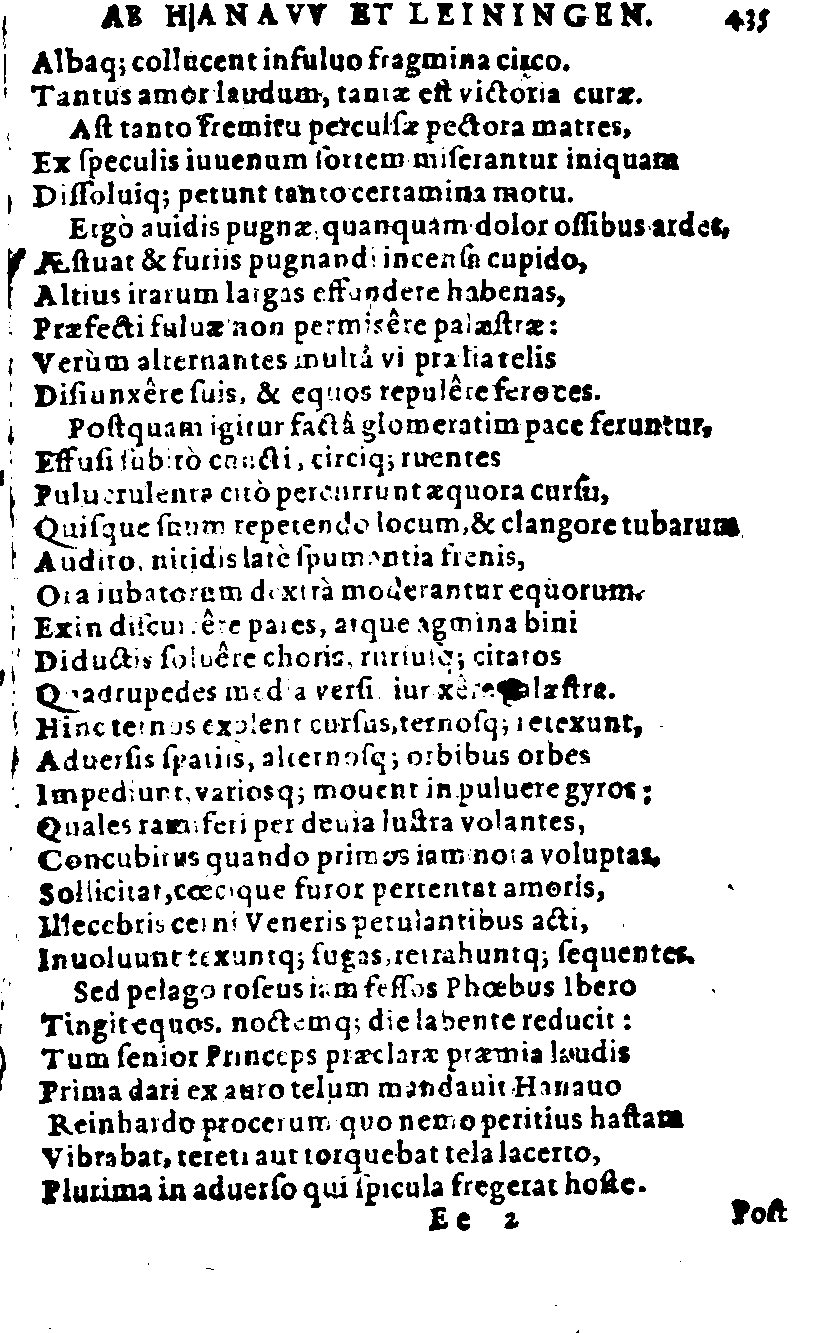 AB HANAVV ET LEININGEN. 435
Albaq; collucent infuluo fragmina circo.
Tantus amor laudum, tantæ est victoria curæ.
Ast tanto fremitu perculsæ pectora matres,
Ex speculis iuuenum sortem miserantur iniquam
Dissoluiq; petunt tanto certamina motu.
Ergò auidis pugnæ, quanquam dolor ossibus ardet,
Æstuat & furiis pugnandi incensa cupido,
Altius irarum largas effundere habenas,
Præfecti fuluæ non permisêre palæstræ:
Verùm alternantes multâ vi prælia telis
Disiunxêre suis, & equos repulêre feroces.
Postquam igitur factâ glomeratim pace feruntur,
Effusi subitò cuncti, circiq; ruentes
Puluerulenta citò percurrunt æquora cursu,
Quisque suum repetendo locum, & clangore tubarum
Audito, nitidis latè spumantia frenis,
Ora iubatorum dextrà moderantur equorum.
Exin discurrêre pares, atque agmina bini
Diductis soluêre choris, rursusq; citatos
Quadrupedes media versi iunxêre palæstra.
Hinc ternos explent cursus, ternosq; retexunt,
Aduersis spatiis, alternosq; orbibus orbes
Impediunt, variosq; mouent in puluere gyros;
Quales ramiferi per deuia lustra volantes,
Concubitus quando primos iam nota voluptas,
Sollicitat, cœcique furor pertentat amoris,
Illecebris cerni Veneris petulantibus acti,
Inuoluunt texuntq; fugas, retrahuntq; sequentes.
Sed pelago roseus iam fessos Phœbus Ibero
Tingit equos. noctemq; die labente reducit:
Tum senior Princeps præclaræ præmia laudis
Prima dari ex auro telum mandauit Hanauo
Reinhardo procerum quo nemo peritius hastam
Vibrabat, tereti aut torquebat tela lacerto,
Plurima in aduerso qui spicula fregerat hoste.
Ee 2 Post